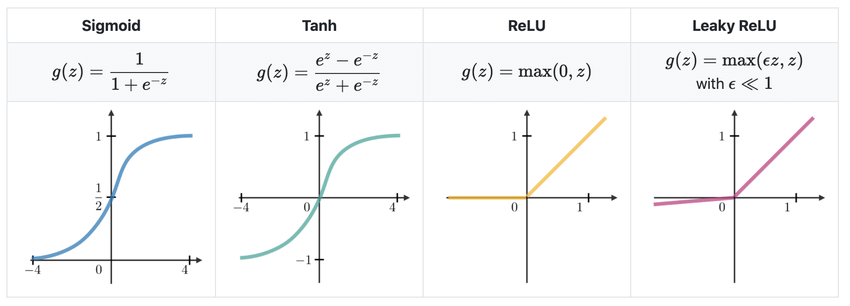 Sigmoid Tanh ReLU Leaky ReLU
g(z) = 1 / (1 + e^{−z})
g(z) = (e^z − e^{−z}) / (e^z + e^{−z})
g(z) = max(0, z)
g(z) = max(ϵz, z)
with ϵ ≪ 1
1
1/2
−4 0 4
1
−4 0 4
−1
1
0 1
1
0 1